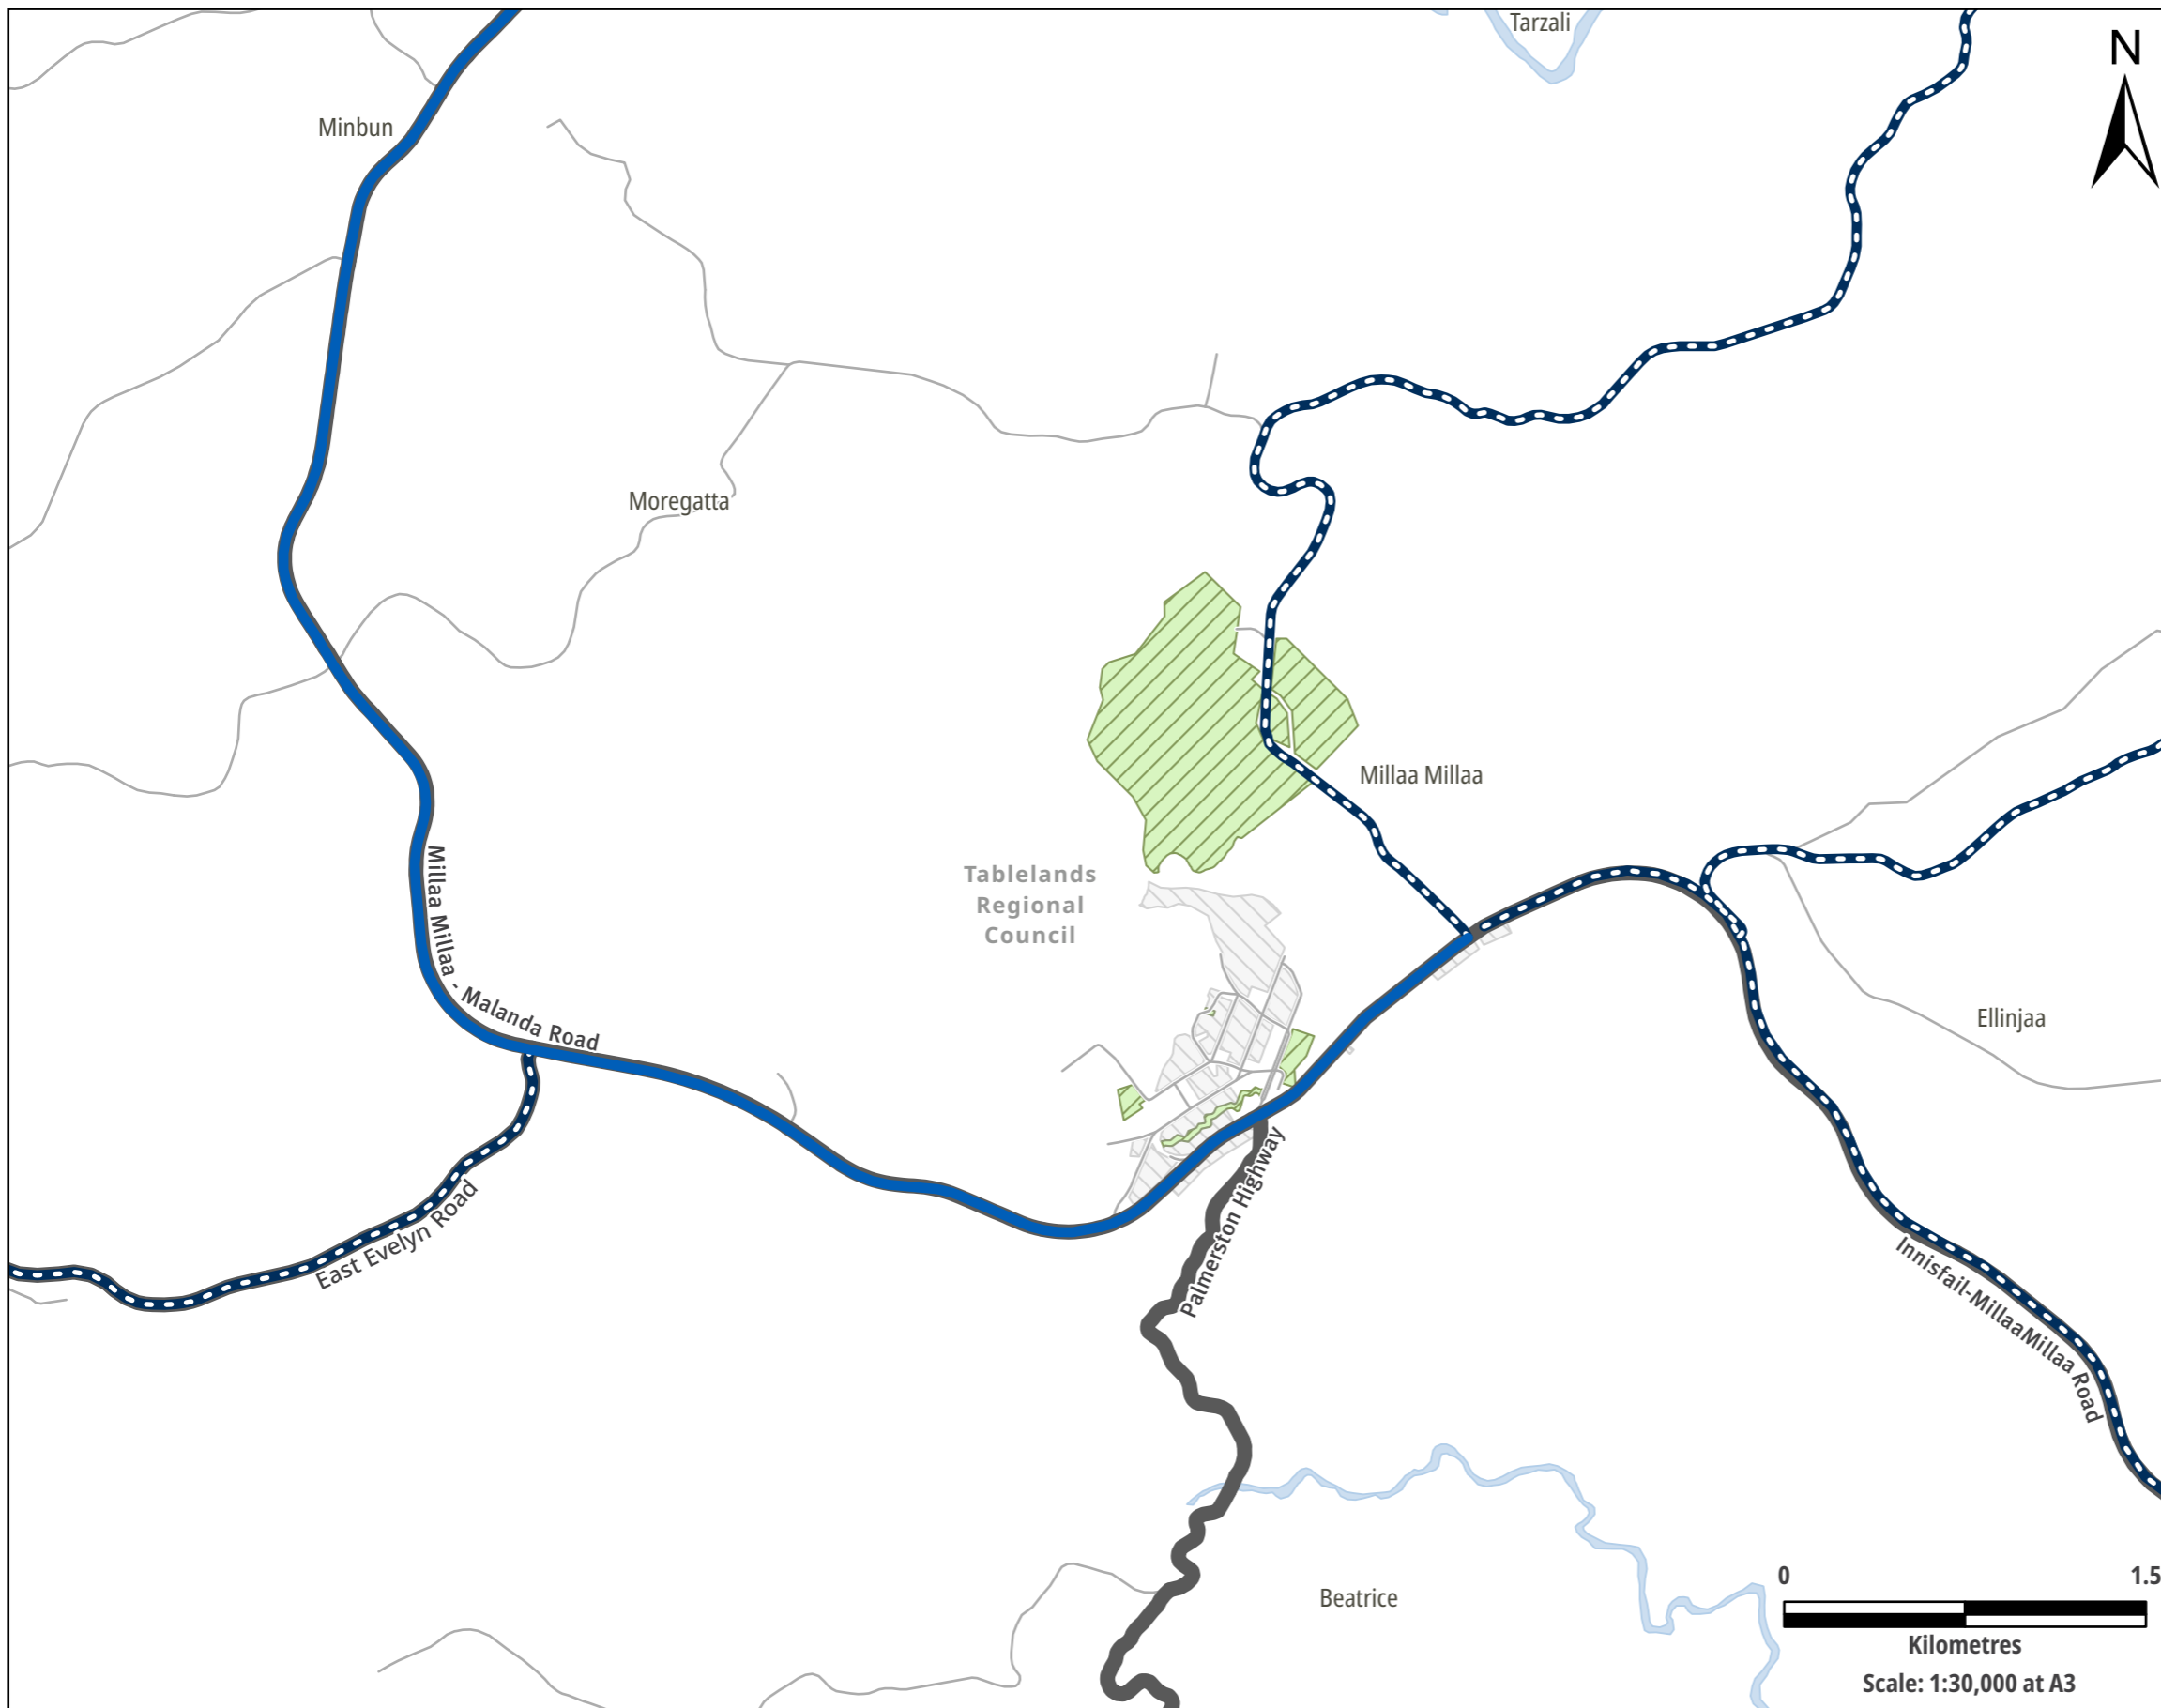 Tarzali
N
Minbun
Moregatta
Millaa Millaa
Tablelands
Regional
Council
Millaa Millaa - Malanda Road
Ellinjaa
East Evelyn Road
Palmerston Highway
Innisfail-MillaaMillaa Road
Beatrice
0 1.5
Kilometres
Scale: 1:30,000 at A3